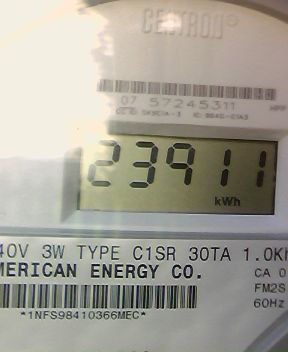 CENTRON®
07 57245311
23911
kWh
40V 3W TYPE C1SR 30TA 1.0Kh
MERICAN ENERGY CO.
CA 0
FM2S
60Hz
*1NFS98410366MEC*